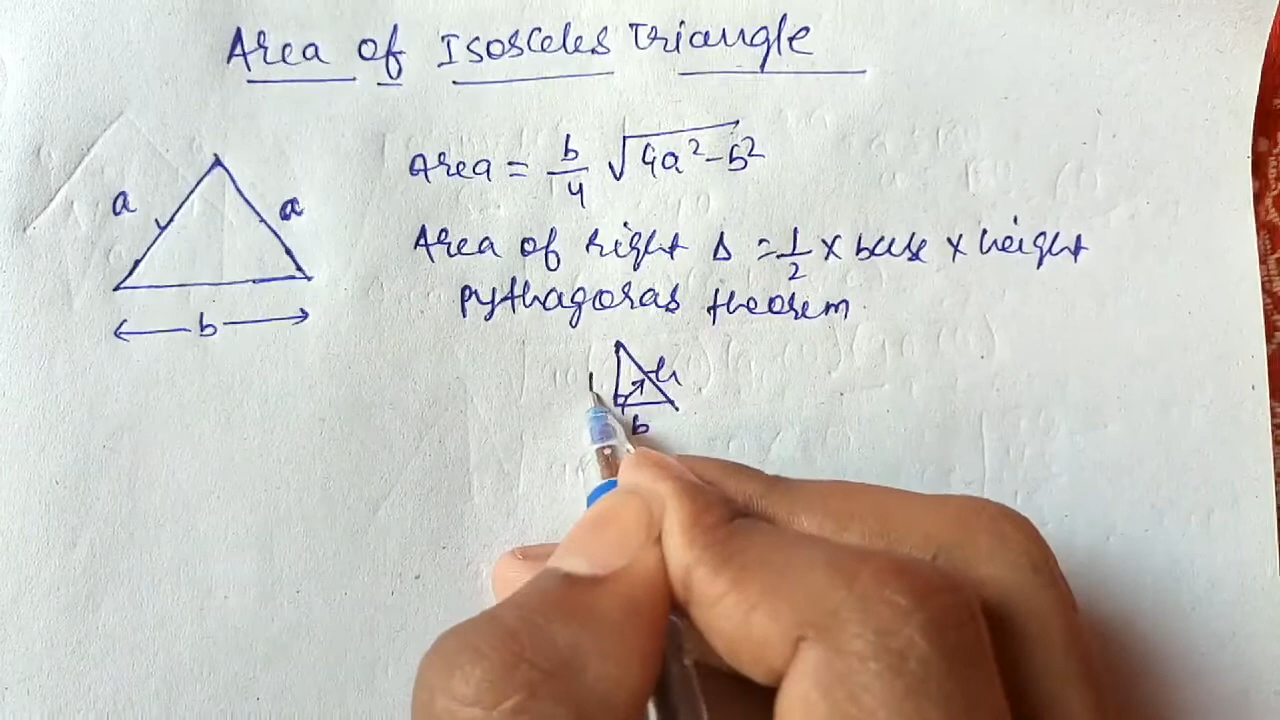 Area of Isosceles Triangle
a
a
b
Area = b/4 √4a²-b²
Area of right Δ = 1/2 × base × height
pythagoras theorem
h
b